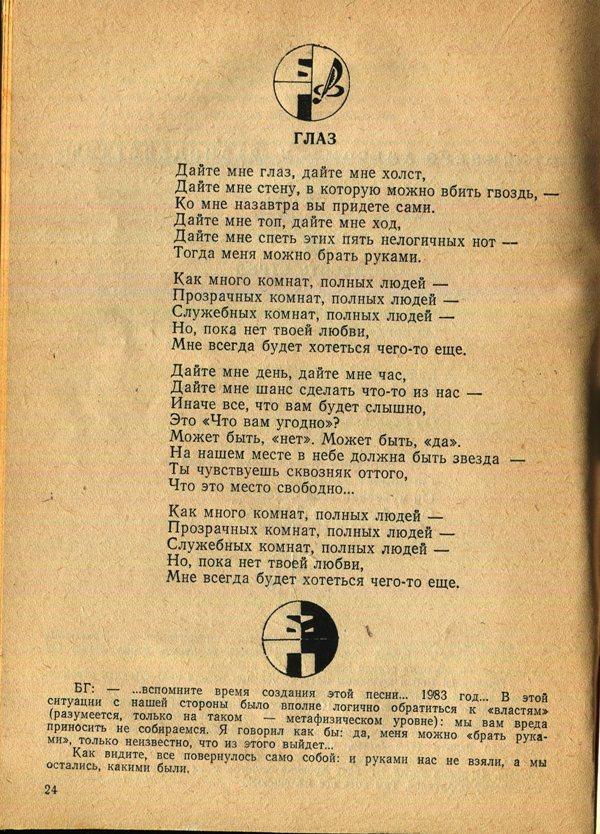 ГЛАЗ
Дайте мне глаз, дайте мне холст,
Дайте мне стену, в которую можно вбить гвоздь, —
Ко мне назавтра вы придете сами.
Дайте мне топ, дайте мне ход,
Дайте мне спеть этих пять нелогичных нот —
Тогда меня можно брать руками.
Как много комнат, полных людей —
Прозрачных комнат, полных людей —
Служебных комнат, полных людей —
Но, пока нет твоей любви,
Мне всегда будет хотеться чего-то еще.
Дайте мне день, дайте мне час,
Дайте мне шанс сделать что-то из нас —
Иначе все, что вам будет слышно,
Это «Что вам угодно»?
Может быть, «нет». Может быть, «да».
На нашем месте в небе должна быть звезда —
Ты чувствуешь сквозняк оттого,
Что это место свободно...
Как много комнат, полных людей —
Прозрачных комнат, полных людей —
Служебных комнат, полных людей —
Но, пока нет твоей любви,
Мне всегда будет хотеться чего-то еще.
БГ: — ...вспомните время создания этой песни... 1983 год... В этой
ситуации с нашей стороны было вполне логично обратиться к «властям»
(разумеется, только на таком — метафизическом уровне): мы вам вреда
приносить не собираемся. Я говорил как бы: да, меня можно «брать рука-
ми», только неизвестно, что из этого выйдет...
Как видите, все повернулось само собой: и руками нас не взяли, а мы
остались, какими были.
24